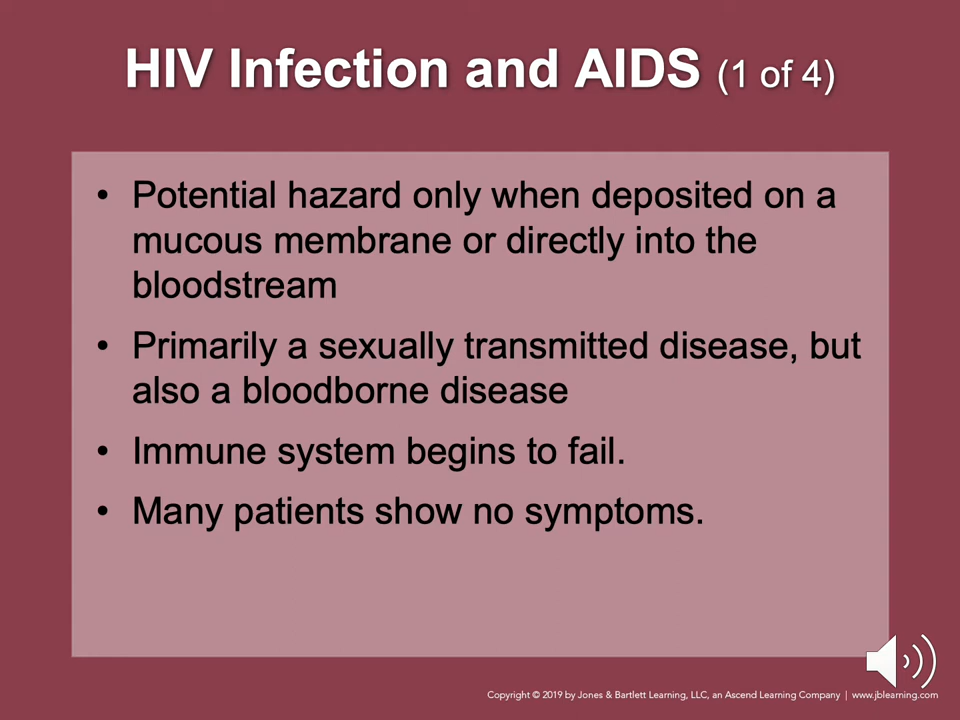 HIV Infection and AIDS (1 of 4)
• Potential hazard only when deposited on a
mucous membrane or directly into the
bloodstream
• Primarily a sexually transmitted disease, but
also a bloodborne disease
• Immune system begins to fail.
• Many patients show no symptoms.
Copyright © 2019 by Jones & Bartlett Learning, LLC, an Ascend Learning Company | www.jblearning.com